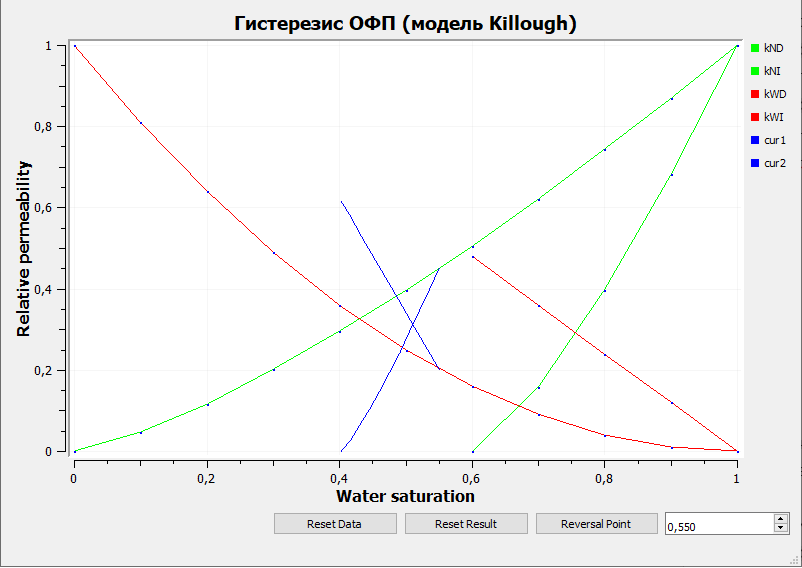 Гистерезис ОФП (модель Killough)
kND
kNI
kWD
kWI
cur1
cur2
Relative permeability
1
0,8
0,6
0,4
0,2
0
0 0,2 0,4 0,6 0,8 1
Water saturation
Reset Data Reset Result Reversal Point 0,550